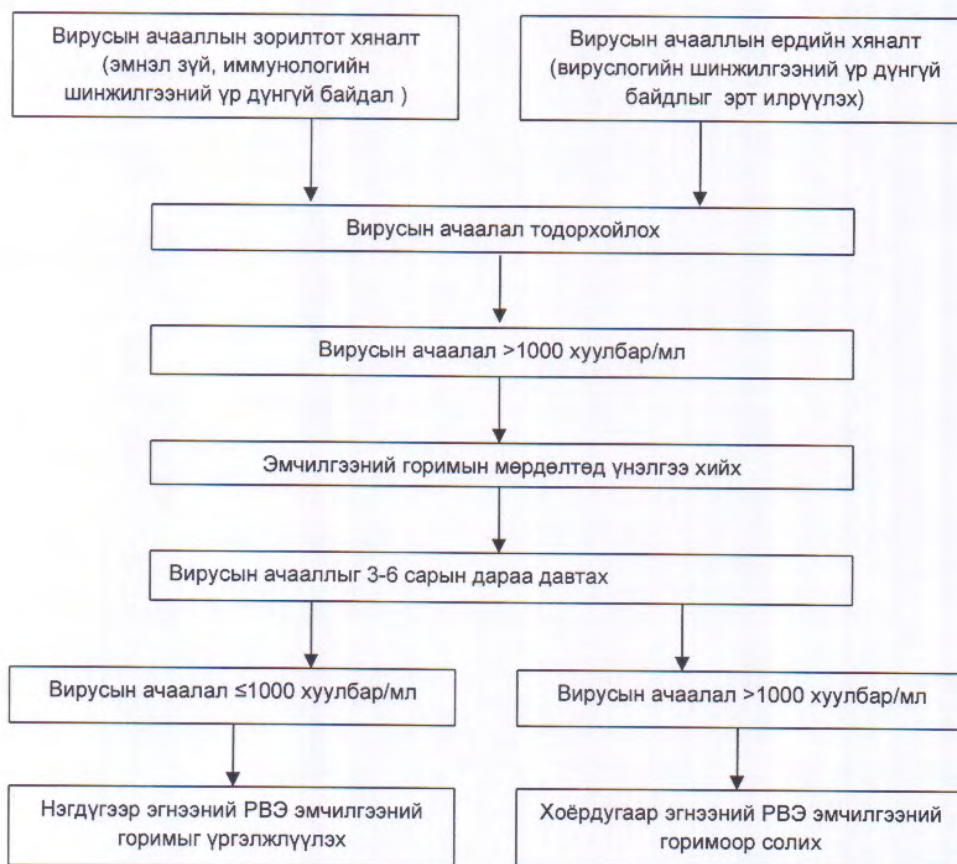 Вирусын ачааллын зорилтот хяналт
(эмнэл зүй, иммунологийн
шинжилгээний үр дүнгүй байдал )
Вирусын ачааллын ердийн хяналт
(вируслогийн шинжилгээний үр дүнгүй
байдлыг эрт илрүүлэх)
Вирусын ачаалал тодорхойлох
Вирусын ачаалал >1000 хуулбар/мл
Эмчилгээний горимын мөрдөлтөд үнэлгээ хийх
Вирусын ачааллыг 3-6 сарын дараа давтах
Вирусын ачаалал ≤1000 хуулбар/мл
Вирусын ачаалал >1000 хуулбар/мл
Нэгдүгээр эгнээний РВЭ эмчилгээний
горимыг үргэлжлүүлэх
Хоёрдугаар эгнээний РВЭ эмчилгээний
горимоор солих